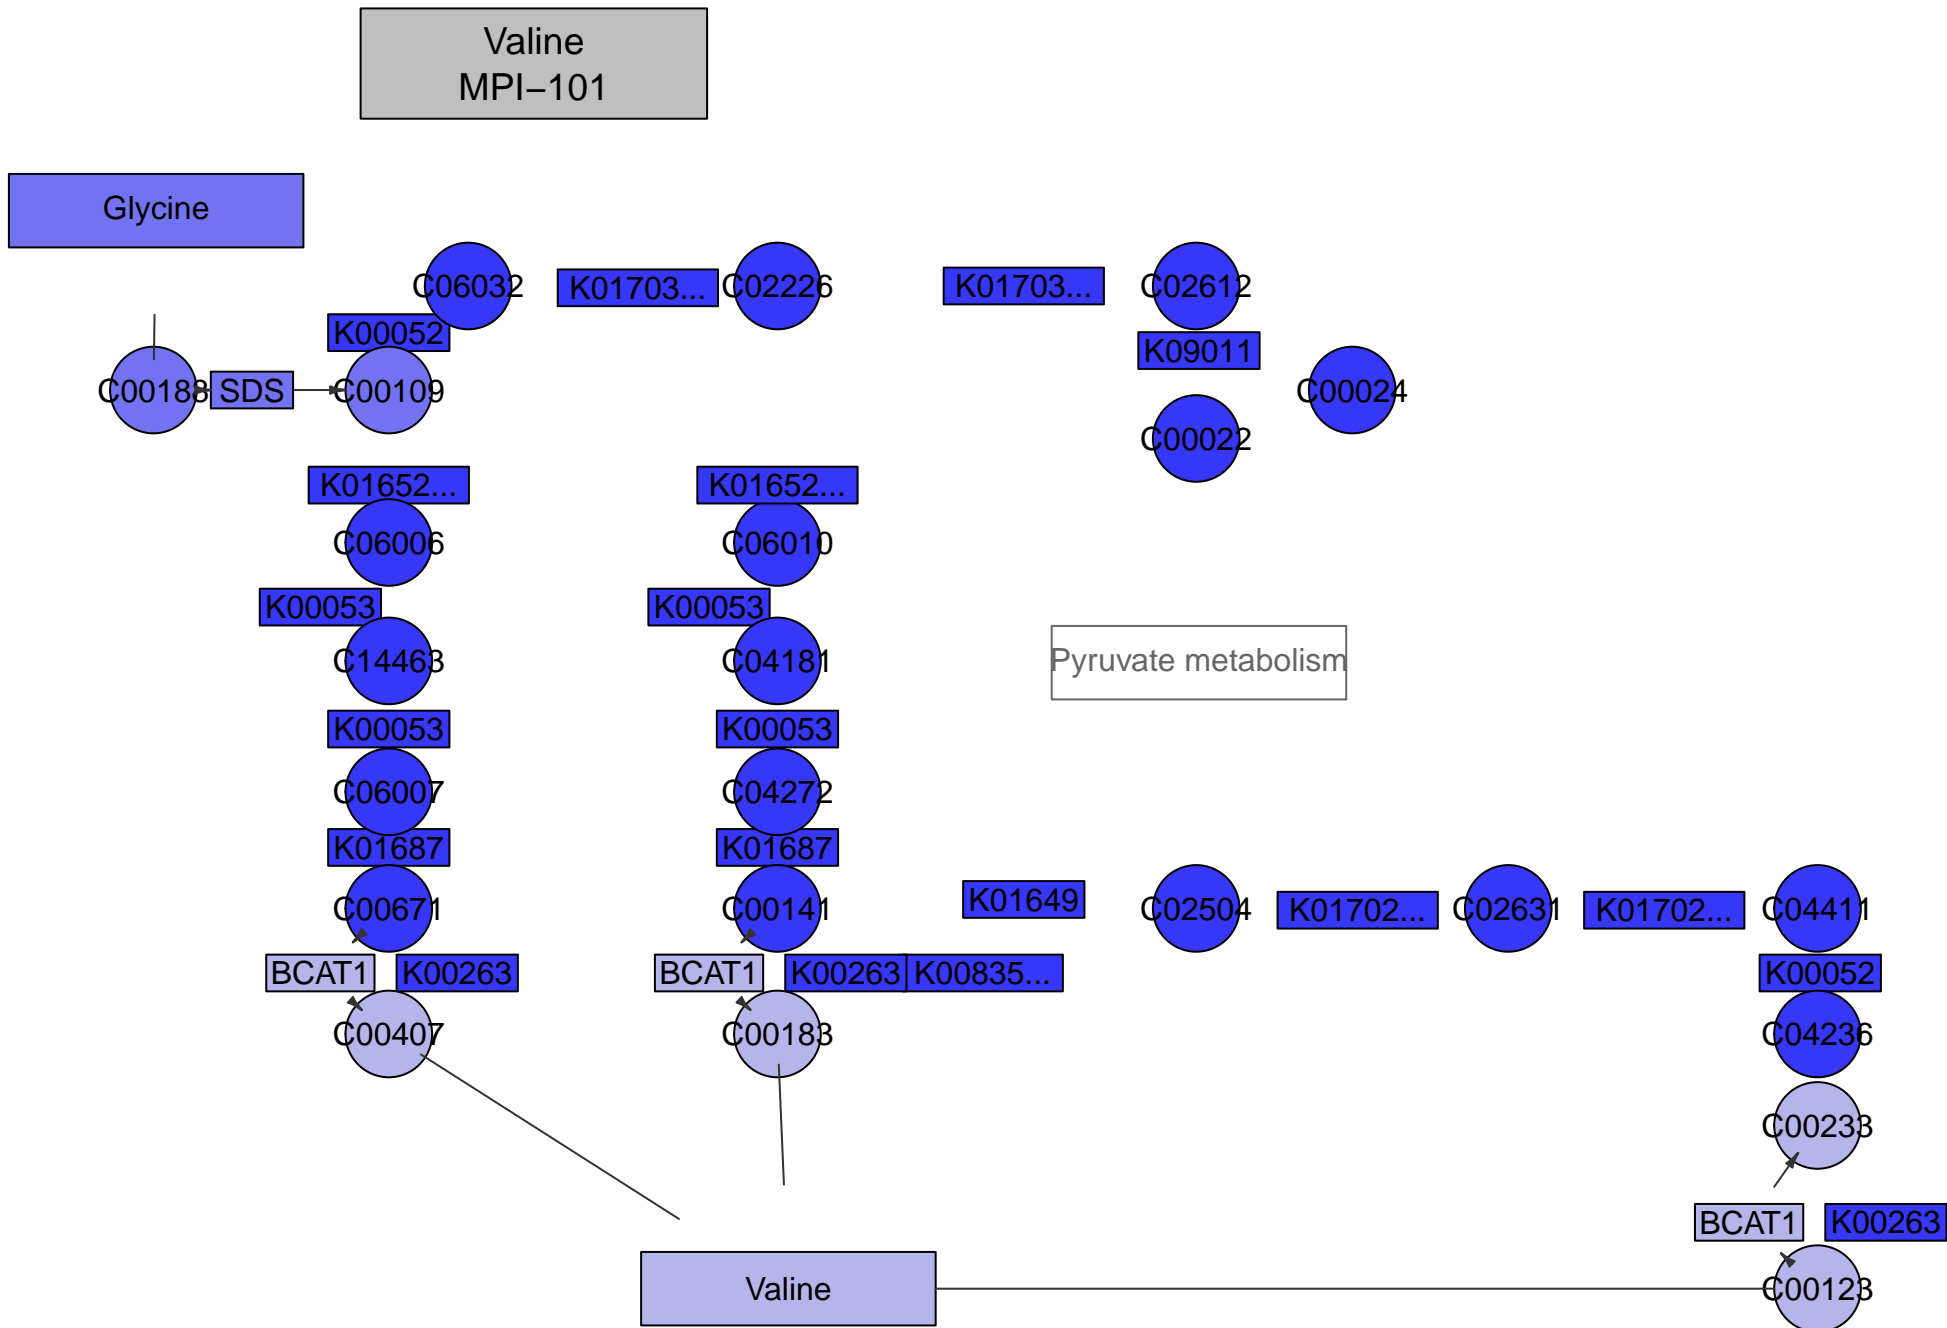 Valine
MPI−101
Glycine
C06032
K01703...
C02226
K01703...
C02612
K00052
K09011
C00188
SDS
C00109
C00024
C00022
K01652...
K01652...
C06006
C06010
K00053
K00053
C14463
C04181
Pyruvate metabolism
K00053
K00053
C06007
C04272
K01687
K01687
C00671
C00141
K01649
C02504
K01702...
C02631
K01702...
C04411
BCAT1
K00263
BCAT1
K00263
K00835...
K00052
C00407
C00183
C04236
C00233
BCAT1
K00263
Valine
C00123